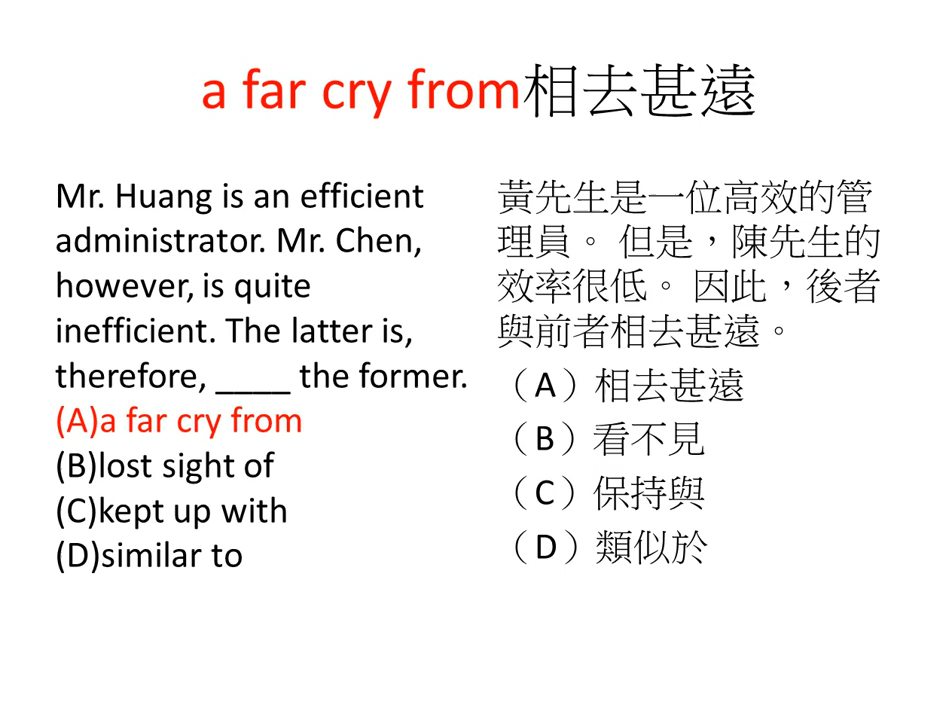 a far cry from相去甚遠
Mr. Huang is an efficient
administrator. Mr. Chen,
however, is quite
inefficient. The latter is,
therefore, ____ the former.
(A)a far cry from
(B)lost sight of
(C)kept up with
(D)similar to
黃先生是一位高效的管
理員。 但是，陳先生的
效率很低。 因此，後者
與前者相去甚遠。
（A）相去甚遠
（B）看不見
（C）保持與
（D）類似於